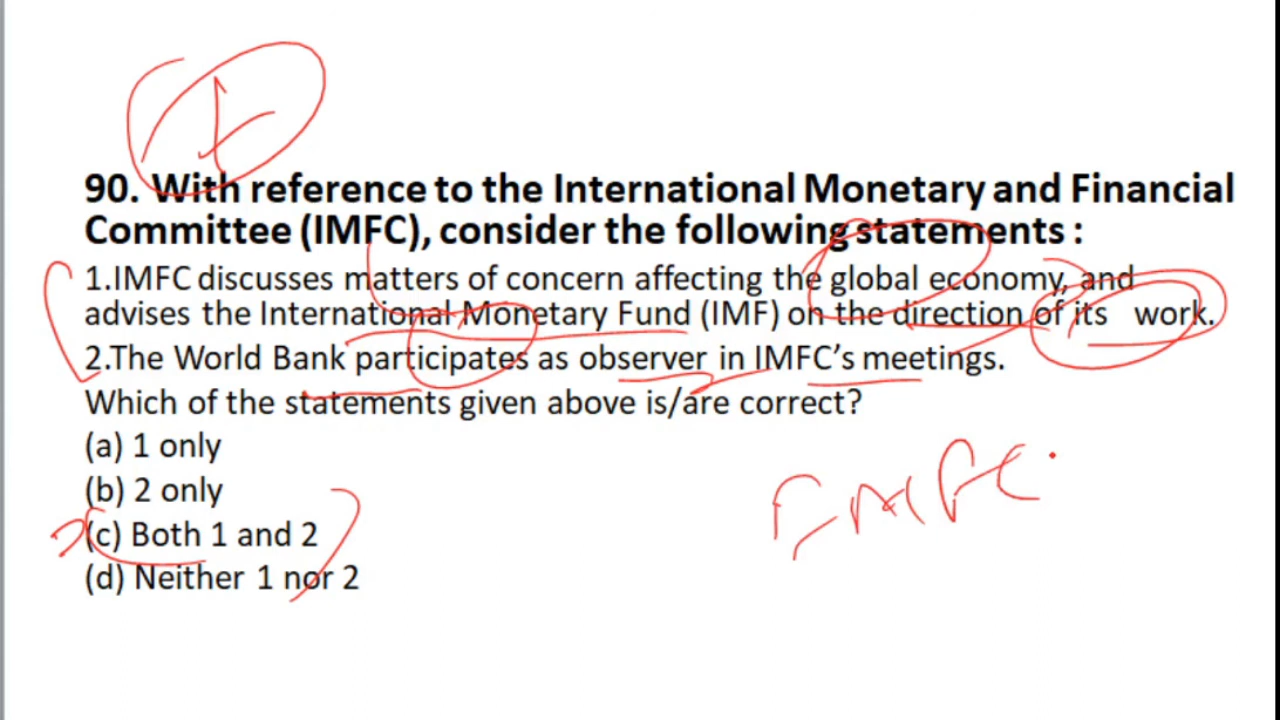 90. With reference to the International Monetary and Financial
Committee (IMFC), consider the following statements :
1.IMFC discusses matters of concern affecting the global economy, and
advises the International Monetary Fund (IMF) on the direction of its work.
2.The World Bank participates as observer in IMFC's meetings.
Which of the statements given above is/are correct?
(a) 1 only
(b) 2 only
(c) Both 1 and 2
(d) Neither 1 nor 2